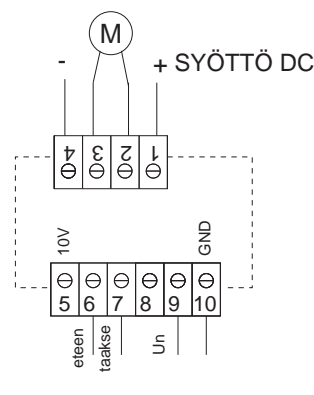 M
- + SYÖTTÖ DC
4 3 2 1
10V GND
5 6 7 8 9 10
eteen taakse Un